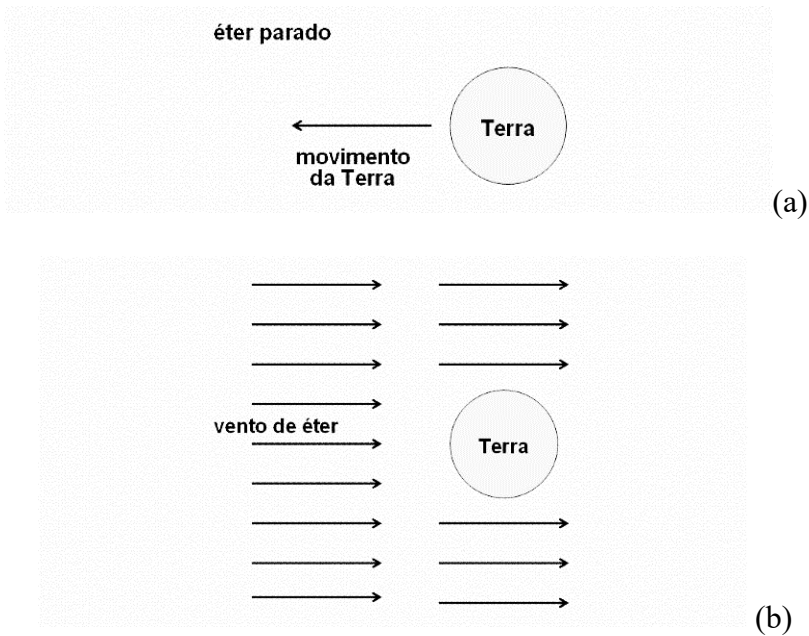 éter parado
Terra
movimento
da Terra
(a)
vento de éter
Terra
(b)